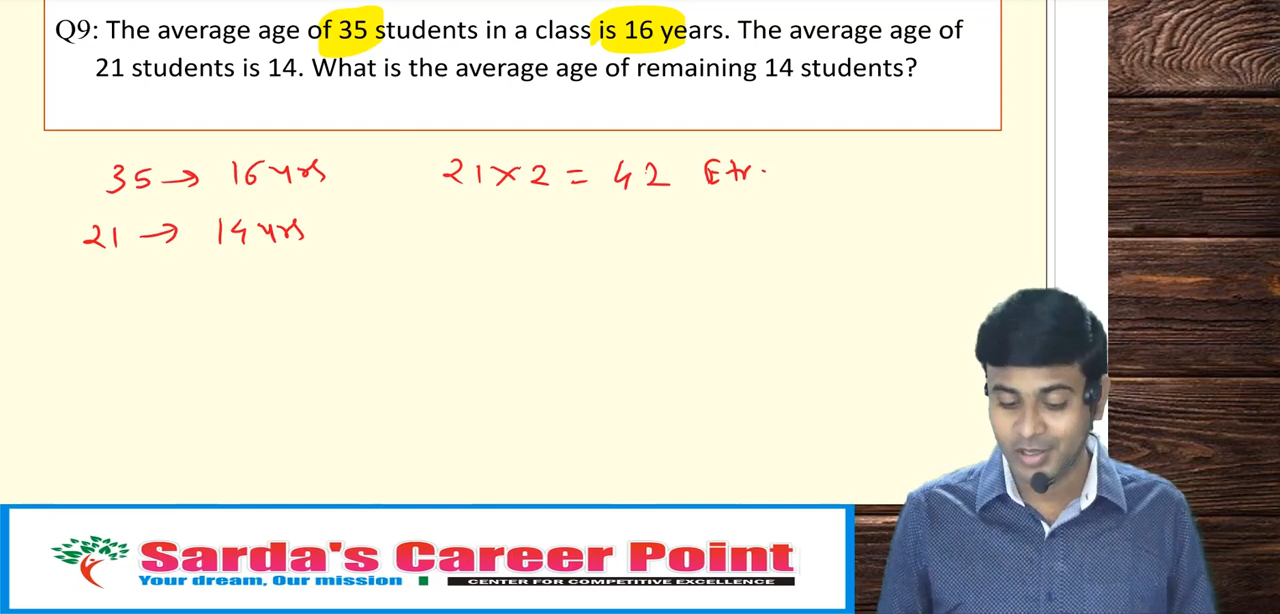 Q9: The average age of 35 students in a class is 16 years. The average age of
21 students is 14. What is the average age of remaining 14 students?
35 → 16 yrs
21 × 2 = 42 Etr.
21 → 14 yrs
Sarda's Career Point
Your dream, Our mission
CENTER FOR COMPETITIVE EXCELLENCE